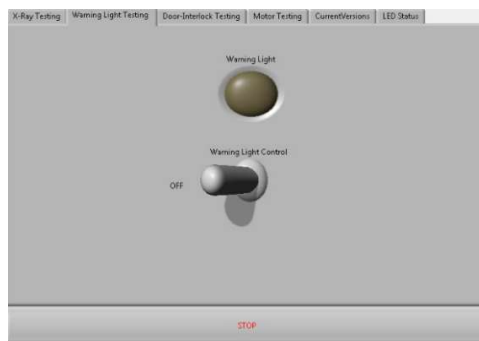 X-Ray Testing
Warning Light Testing
Door-Interlock Testing
Motor Testing
CurrentVersions
LED Status
Warning Light
Warning Light Control
OFF
STOP